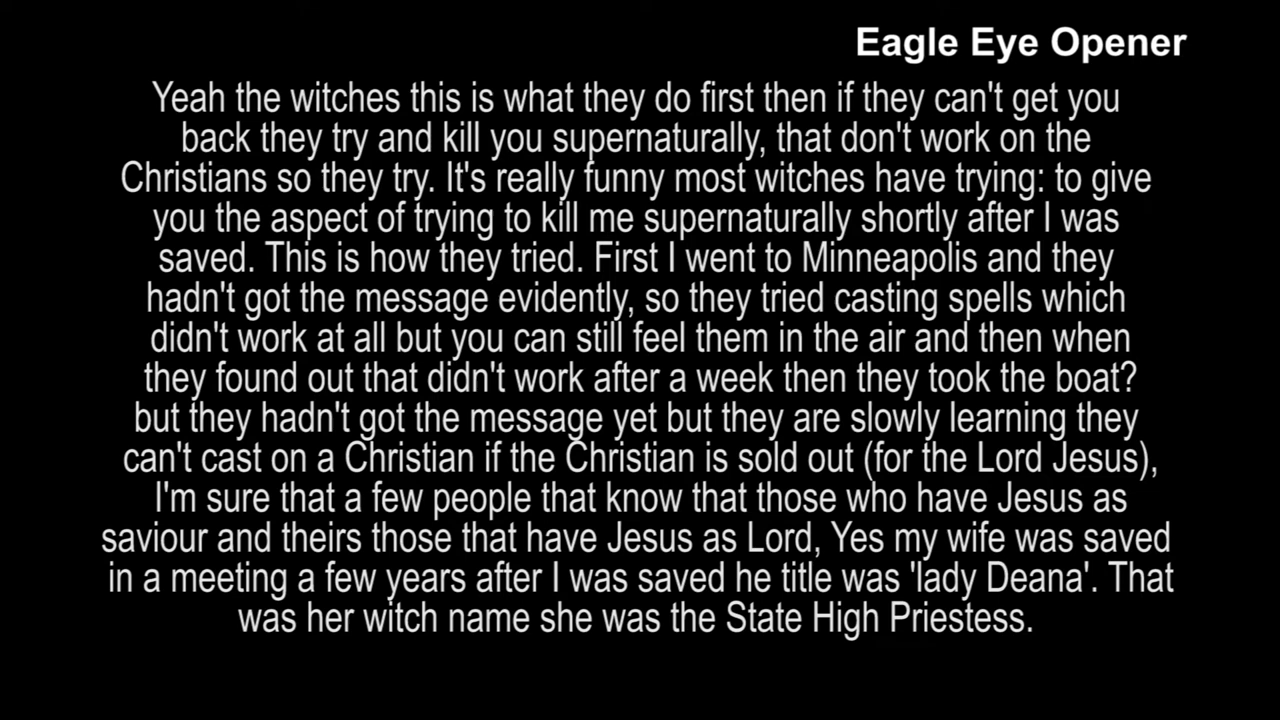 Eagle Eye Opener
Yeah the witches this is what they do first then if they can't get you
back they try and kill you supernaturally, that don't work on the
Christians so they try. It's really funny most witches have trying: to give
you the aspect of trying to kill me supernaturally shortly after I was
saved. This is how they tried. First I went to Minneapolis and they
hadn't got the message evidently, so they tried casting spells which
didn't work at all but you can still feel them in the air and then when
they found out that didn't work after a week then they took the boat?
but they hadn't got the message yet but they are slowly learning they
can't cast on a Christian if the Christian is sold out (for the Lord Jesus),
I'm sure that a few people that know that those who have Jesus as
saviour and theirs those that have Jesus as Lord, Yes my wife was saved
in a meeting a few years after I was saved he title was 'lady Deana'. That
was her witch name she was the State High Priestess.